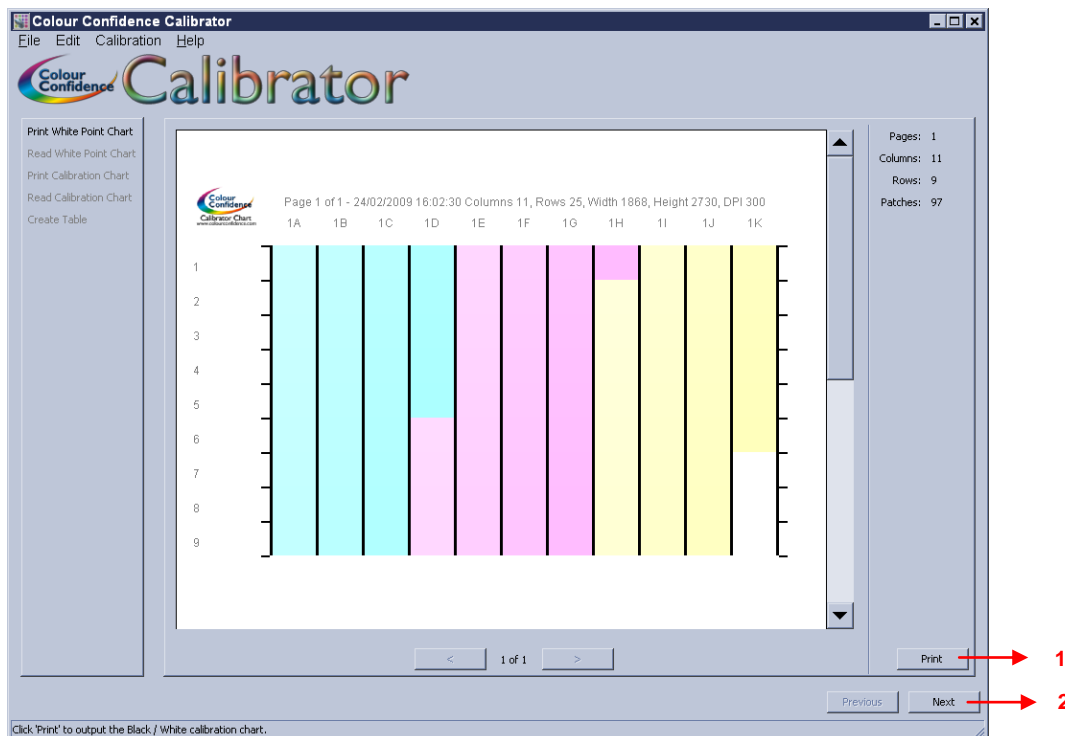 Colour Confidence Calibrator
File Edit Calibration Help
Colour
Confidence
Calibrator
Print White Point Chart
Read White Point Chart
Print Calibration Chart
Read Calibration Chart
Create Table
Colour
Confidence
Calibrator Chart
www.colourconfidence.com
Page 1 of 1 - 24/02/2009 16:02:30 Columns 11, Rows 25, Width 1868, Height 2730, DPI 300
1A 1B 1C 1D 1E 1F 1G 1H 1I 1J 1K
1
2
3
4
5
6
7
8
9
Pages: 1
Columns: 11
Rows: 9
Patches: 97
< 1 of 1 >
Print
1
Previous Next
2
Click 'Print' to output the Black / White calibration chart.